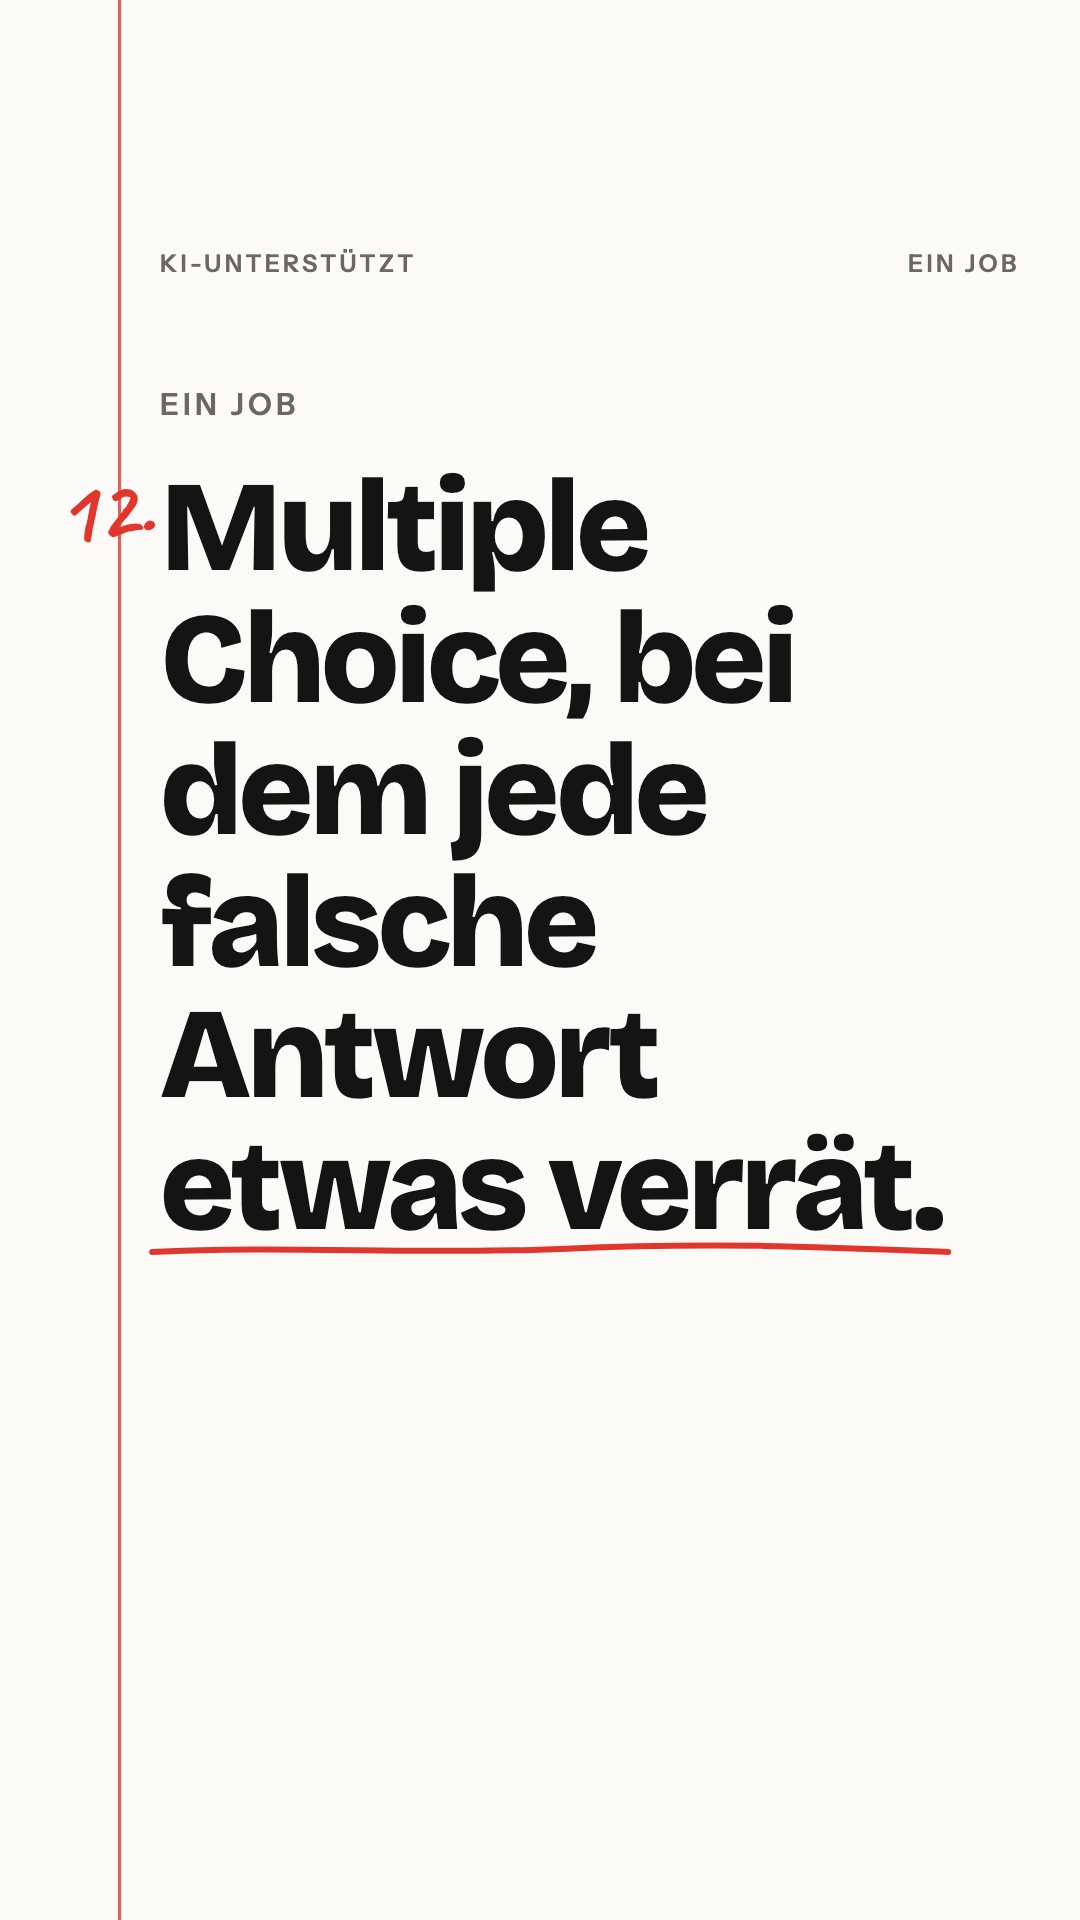 KI-UNTERSTÜTZT
EIN JOB
EIN JOB
12.
Multiple
Choice, bei
dem jede
falsche
Antwort
etwas verrät.